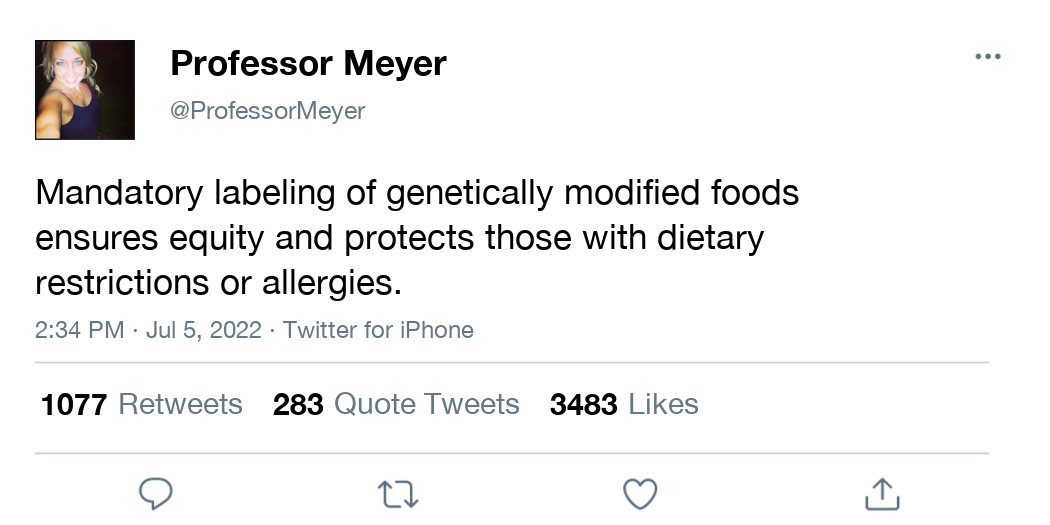 Professor Meyer
@ProfessorMeyer
Mandatory labeling of genetically modified foods
ensures equity and protects those with dietary
restrictions or allergies.
2:34 PM · Jul 5, 2022 · Twitter for iPhone
1077 Retweets 283 Quote Tweets 3483 Likes